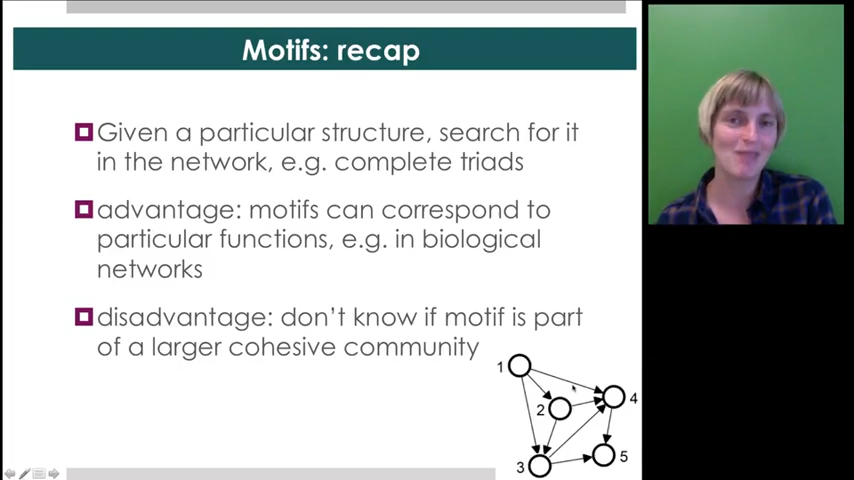 Motifs: recap
Given a particular structure, search for it
in the network, e.g. complete triads
advantage: motifs can correspond to
particular functions, e.g. in biological
networks
disadvantage: don't know if motif is part
of a larger cohesive community
1
4
2
5
3